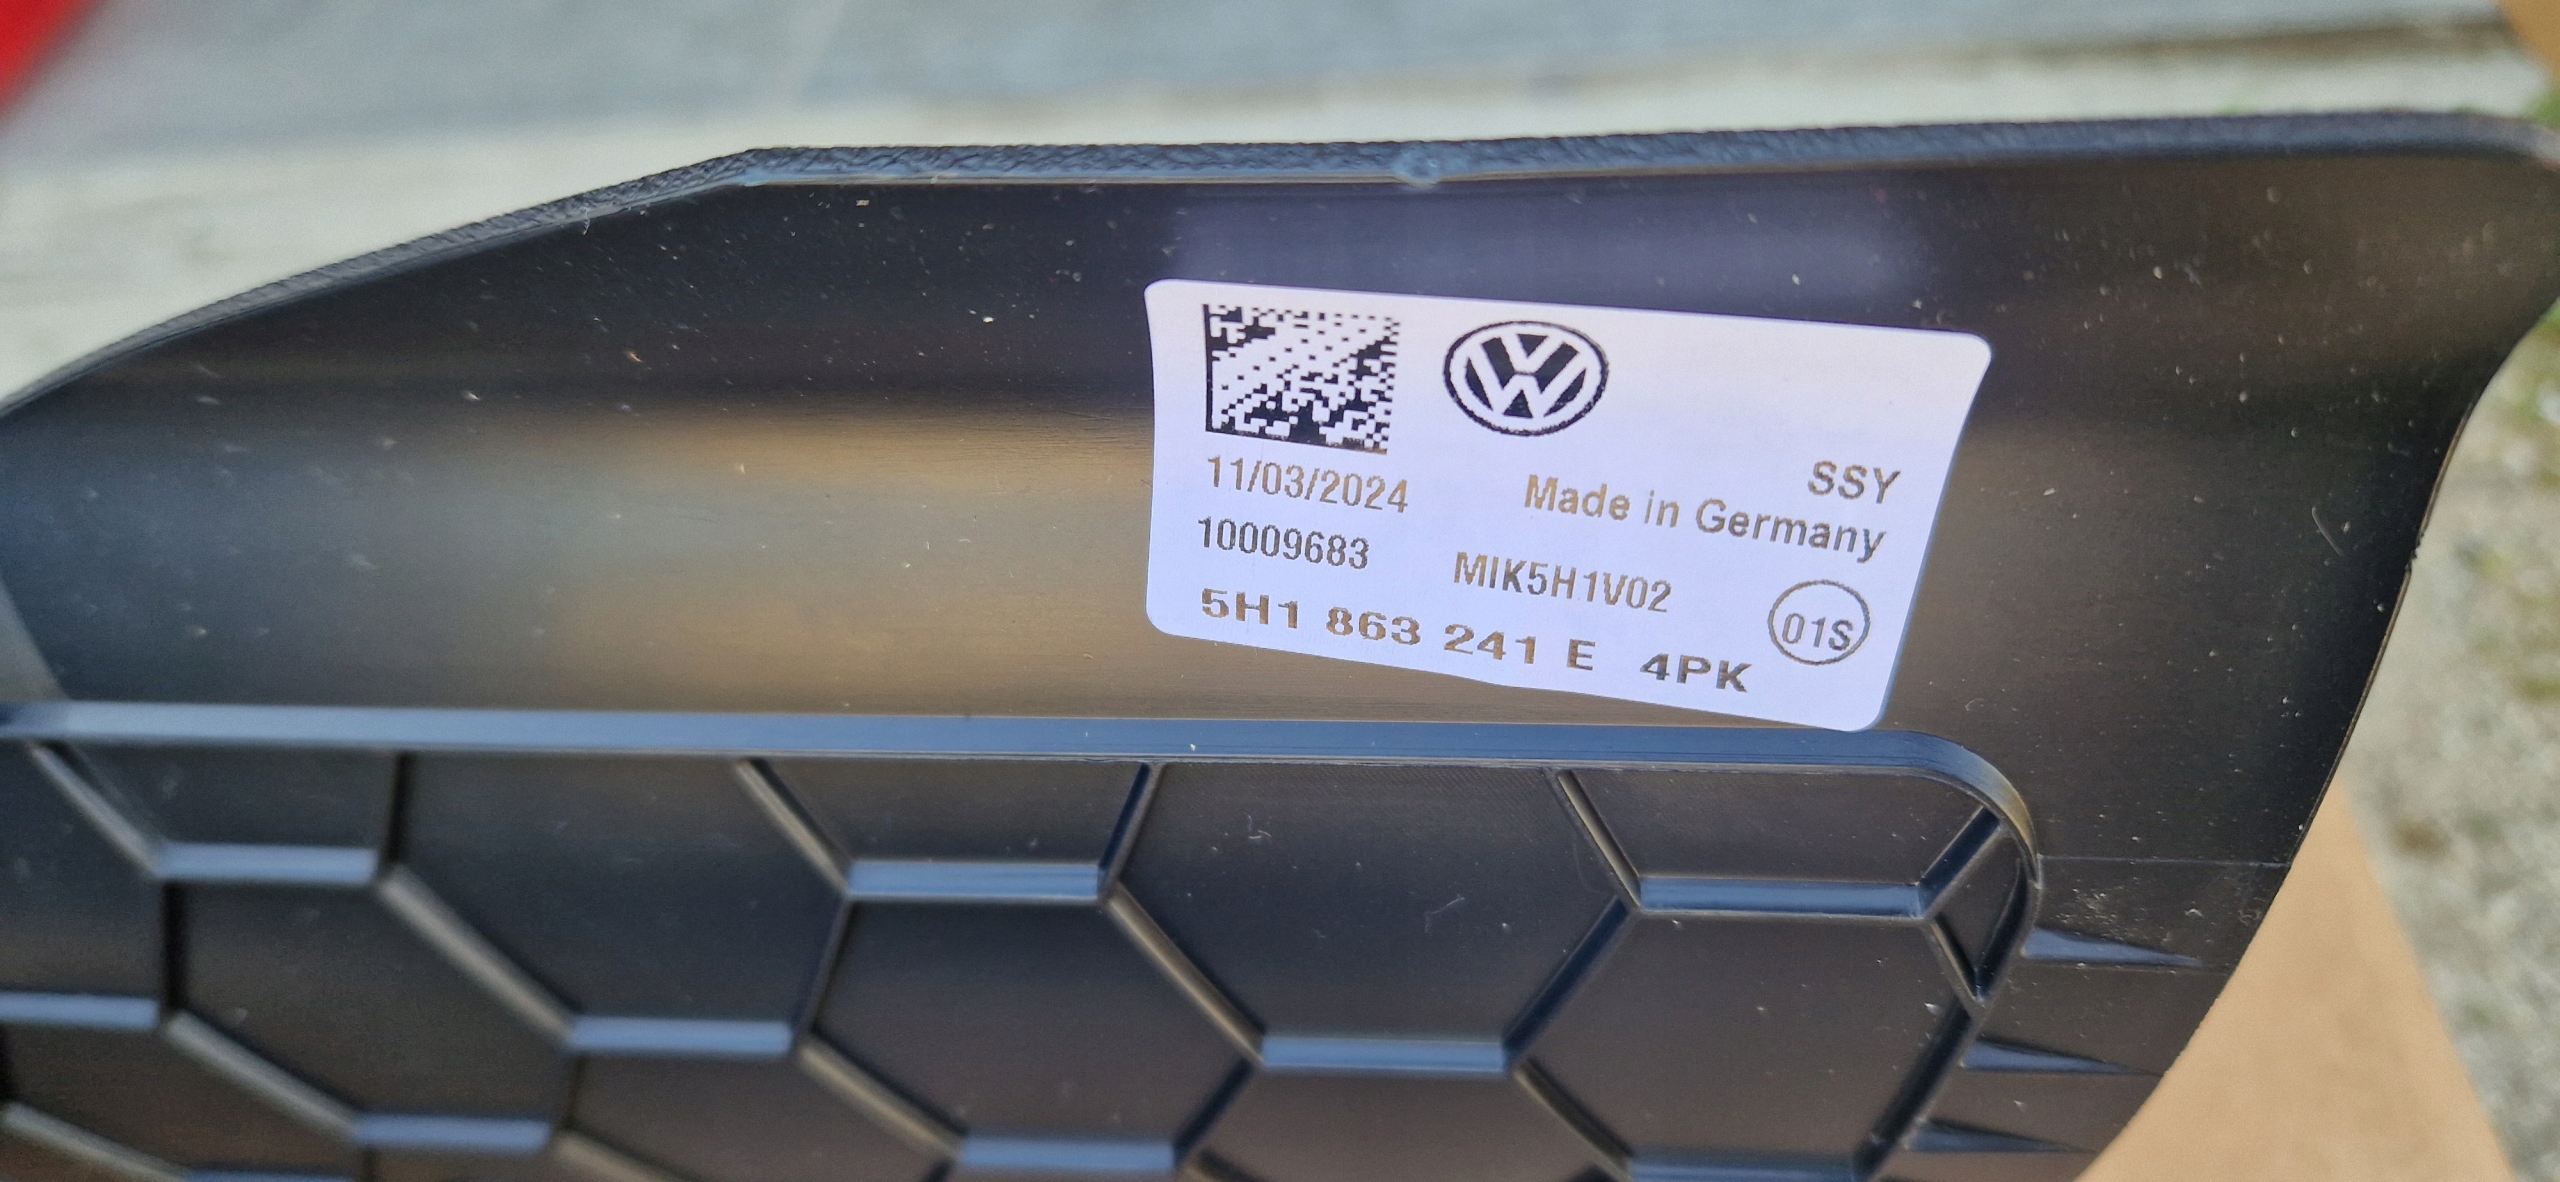 SSY
11/03/2024 Made in Germany
10009683 MIK5H1V02
5H1 863 241 E 4PK 01S